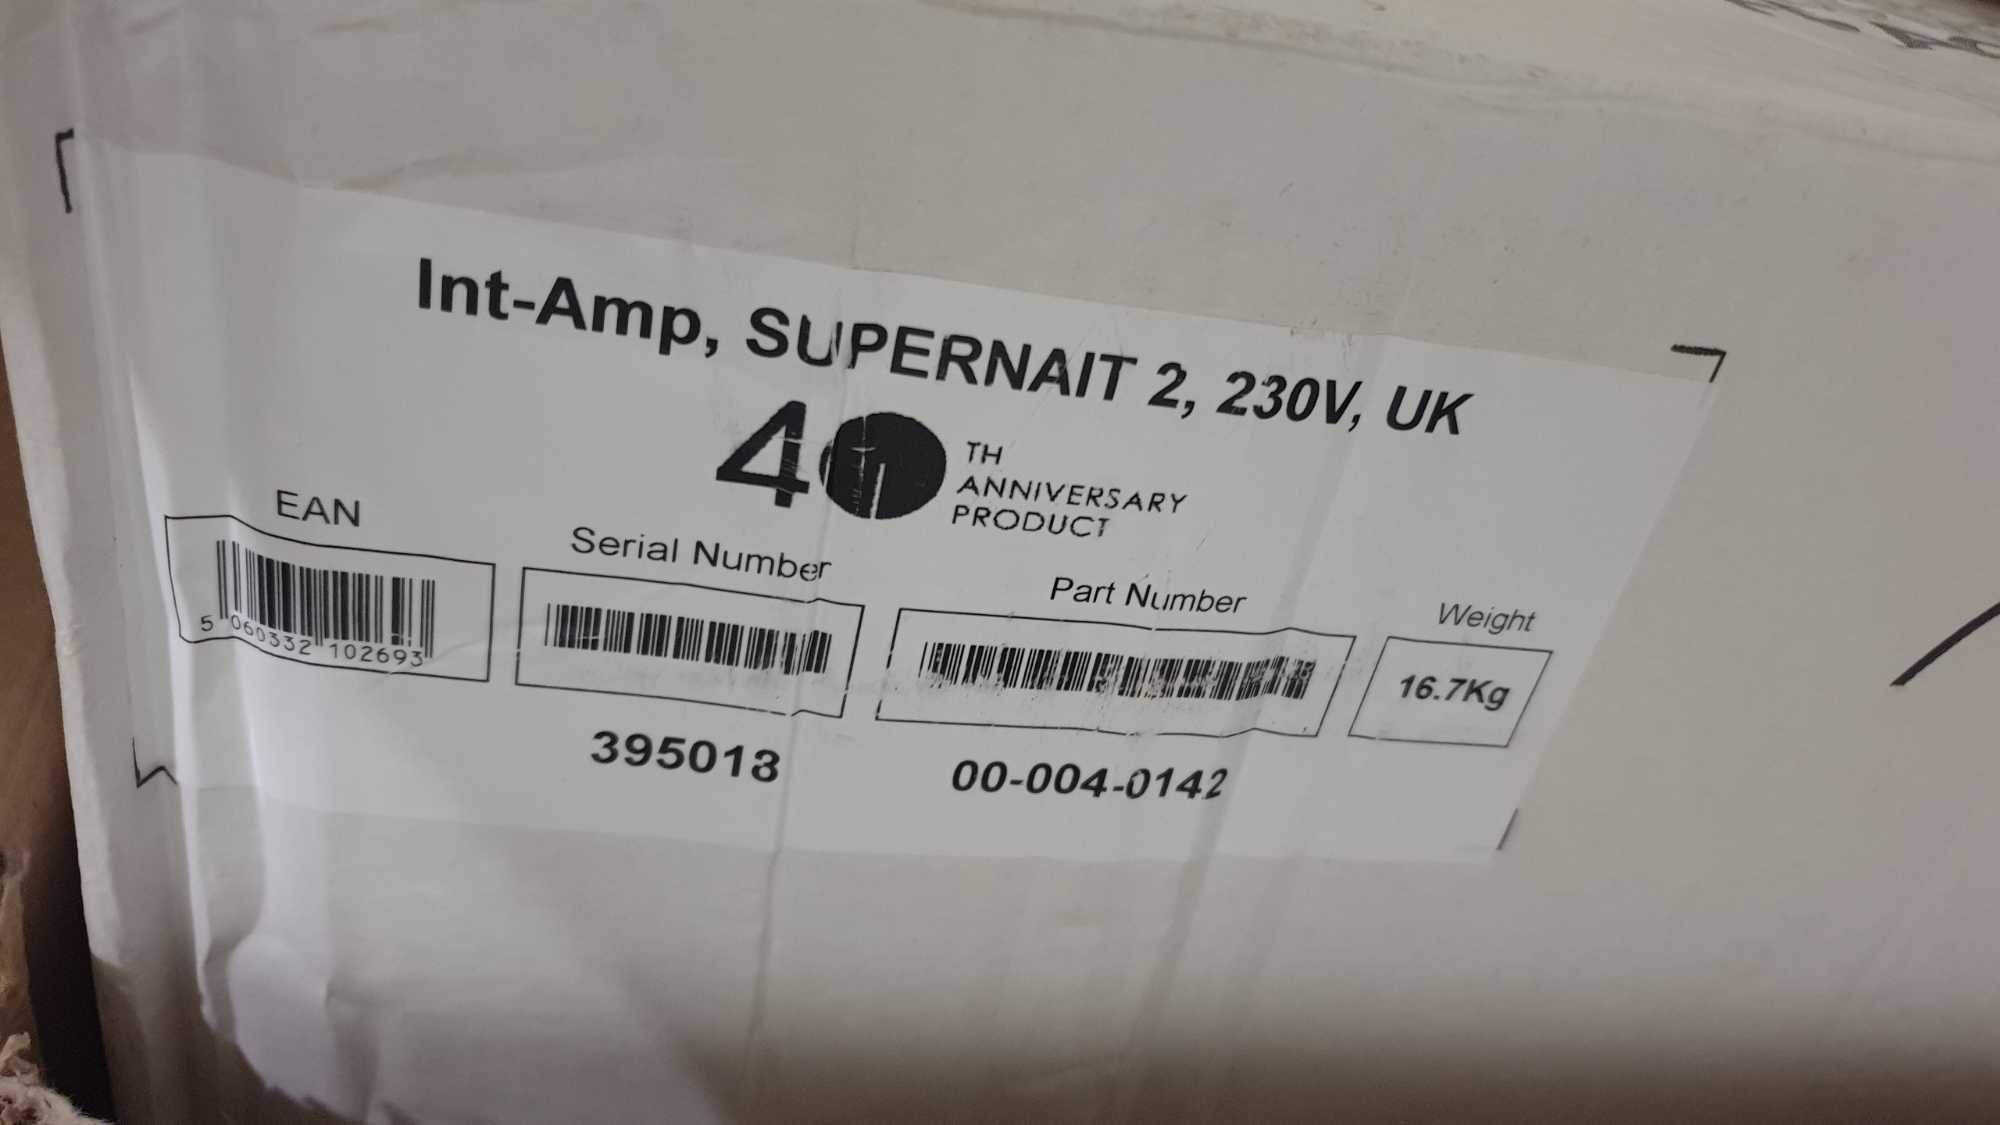 Int-Amp, SUPERNAIT 2, 230V, UK
40 TH
ANNIVERSARY
PRODUCT
EAN
5 060332 102693
Serial Number
395018
Part Number
00-004-0142
Weight
16.7Kg